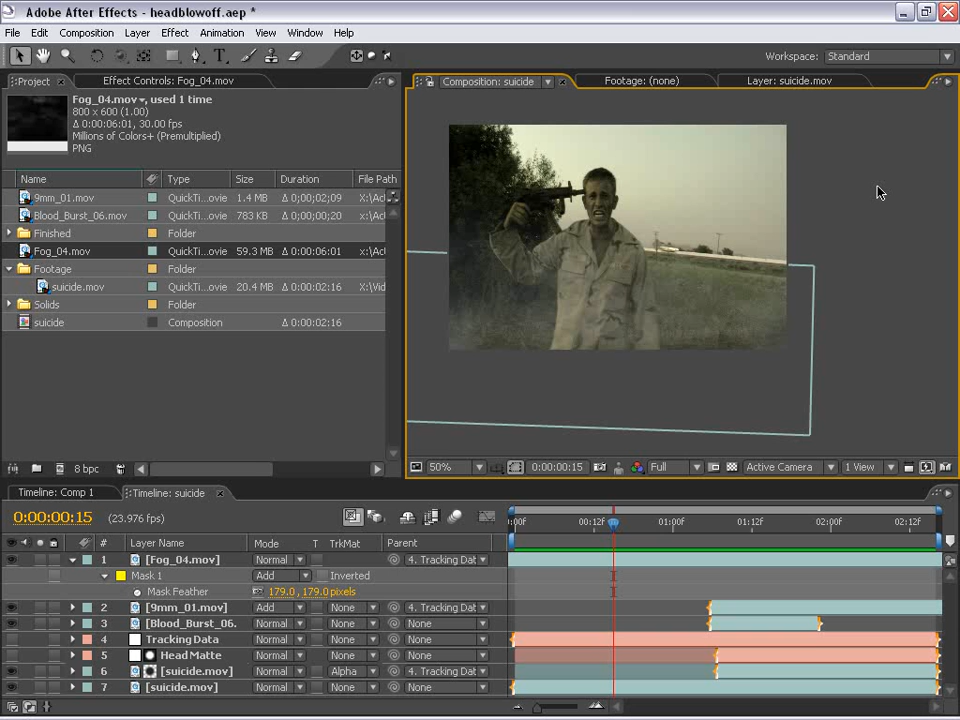 Adobe After Effects - headblowoff.aep *
File Edit Composition Layer Effect Animation View Window Help
Workspace: Standard
Project Effect Controls: Fog_04.mov Composition: suicide Footage: (none) Layer: suicide.mov
Fog_04.mov, used 1 time
800 x 600 (1.00)
Δ 0:00:06:01, 30.00 fps
Millions of Colors+ (Premultiplied)
PNG
Name Type Size Duration File Path
9mm_01.mov QuickTi...ovie 1.4 MB Δ 0;00;02;09 X:\Ac
Blood_Burst_06.mov QuickTi...ovie 783 KB Δ 0;00;00;20 X:\Ac
Finished Folder
Fog_04.mov QuickTi...ovie 59.3 MB Δ 0:00:06:01 X:\Ac
Footage Folder
suicide.mov QuickTi...ovie 20.4 MB Δ 0:00:02:16 X:\Vid
Solids Folder
suicide Composition Δ 0:00:02:16
8 bpc
50% 0:00:00:15 Full Active Camera 1 View
Timeline: Comp 1 Timeline: suicide
0:00:00:15 (23.976 fps)
:00f 00:12f 01:00f 01:12f 02:00f 02:12f
# Layer Name Mode T TrkMat Parent
1 [Fog_04.mov] Normal 4. Tracking Dat
Mask 1 Add Inverted
Mask Feather 179.0, 179.0 pixels
2 [9mm_01.mov] Add None 4. Tracking Dat
3 [Blood_Burst_06. Normal None None
4 Tracking Data Normal None None
5 Head Matte Normal None None
6 [suicide.mov] Normal Alpha 4. Tracking Dat
7 [suicide.mov] Normal None None